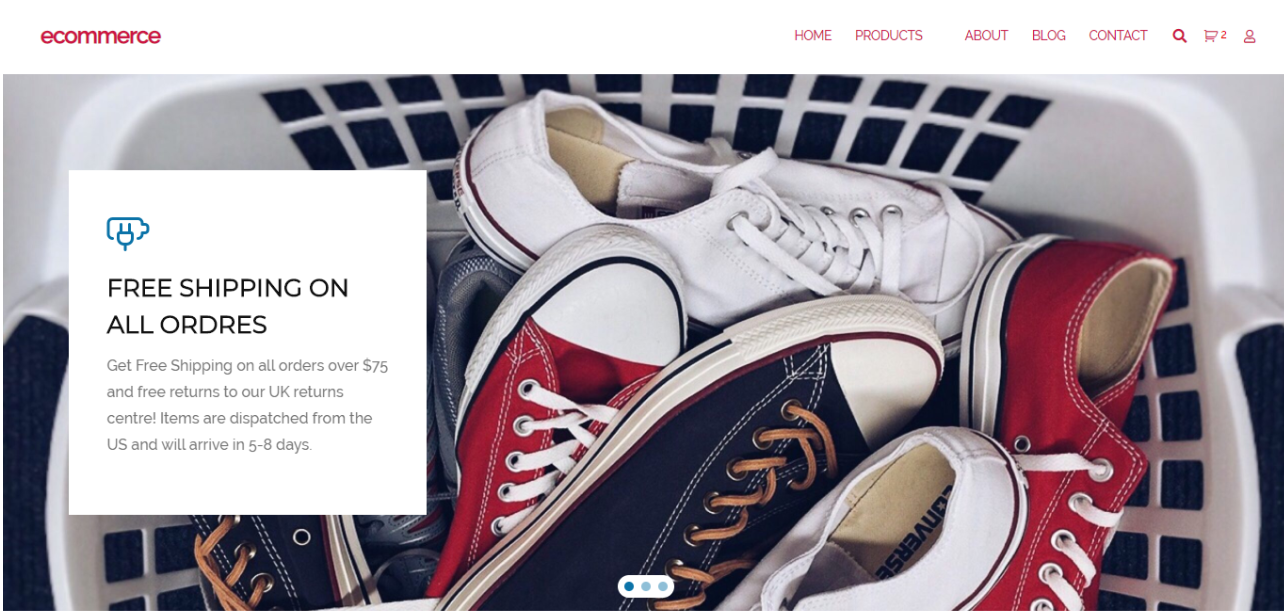 ecommerce
HOME PRODUCTS ABOUT BLOG CONTACT 2
FREE SHIPPING ON
ALL ORDRES
Get Free Shipping on all orders over $75
and free returns to our UK returns
centre! Items are dispatched from the
US and will arrive in 5-8 days.
CONVERSE